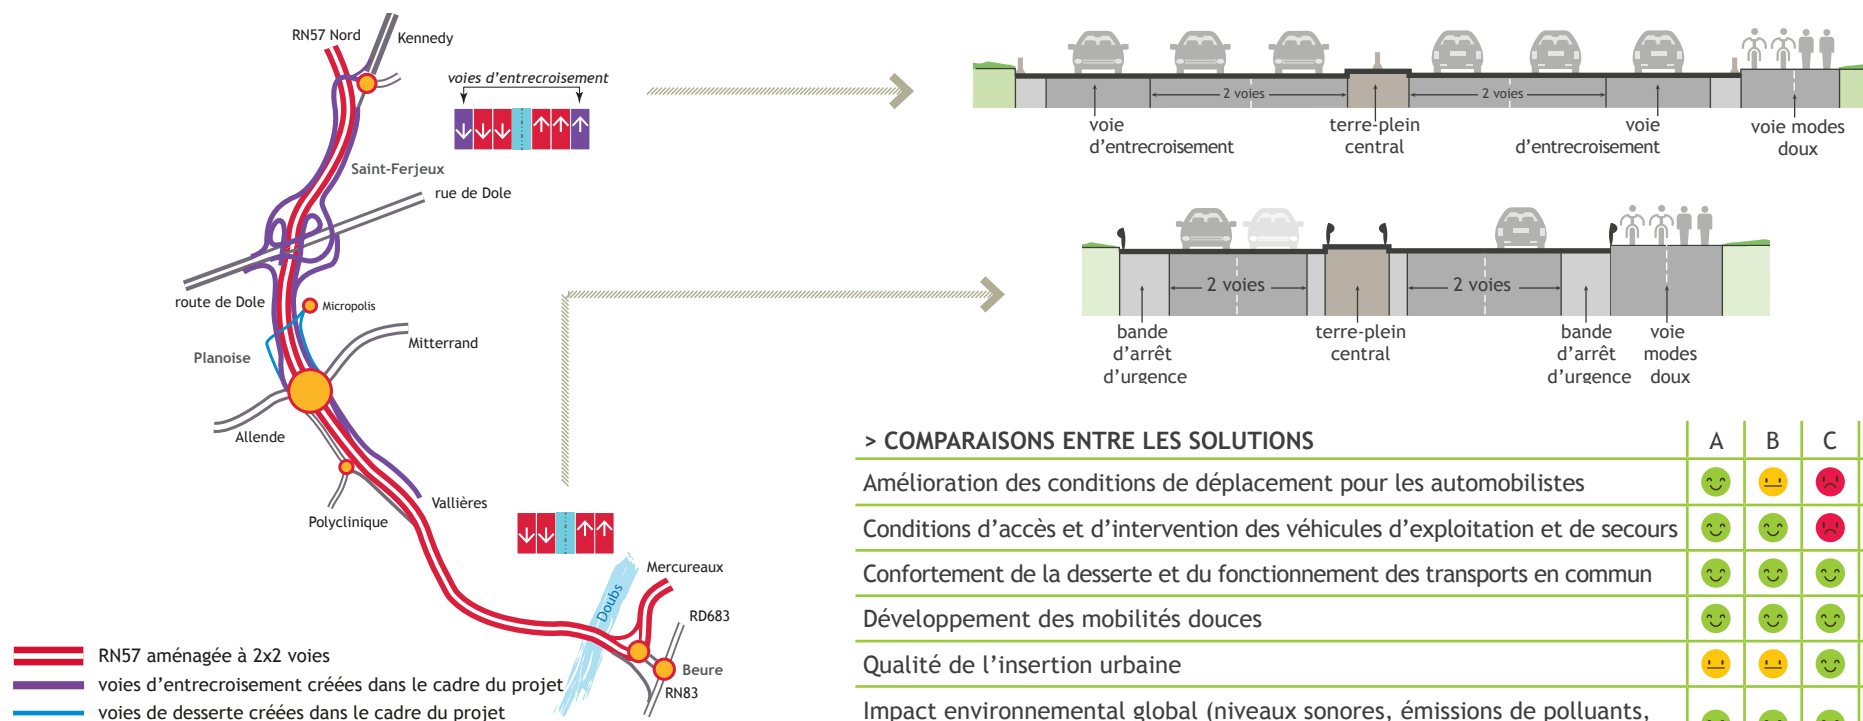 RN57 Nord
Kennedy
voies d'entrecroisement
Saint-Ferjeux
rue de Dole
route de Dole
Micropolis
Mitterrand
Planoise
Allende
Vallières
Polyclinique
Mercureaux
Doubs
RD683
Beure
RN83
RN57 aménagée à 2x2 voies
voies d'entrecroisement créées dans le cadre du projet
voies de desserte créées dans le cadre du projet
2 voies
2 voies
voie
d'entrecroisement
terre-plein
central
voie
d'entrecroisement
voie modes
doux
2 voies
2 voies
bande
d'arrêt
d'urgence
terre-plein
central
bande
d'arrêt
d'urgence
voie
modes
doux
> COMPARAISONS ENTRE LES SOLUTIONS A B C
Amélioration des conditions de déplacement pour les automobilistes
Conditions d'accès et d'intervention des véhicules d'exploitation et de secours
Confortement de la desserte et du fonctionnement des transports en commun
Développement des mobilités douces
Qualité de l'insertion urbaine
Impact environnemental global (niveaux sonores, émissions de polluants,